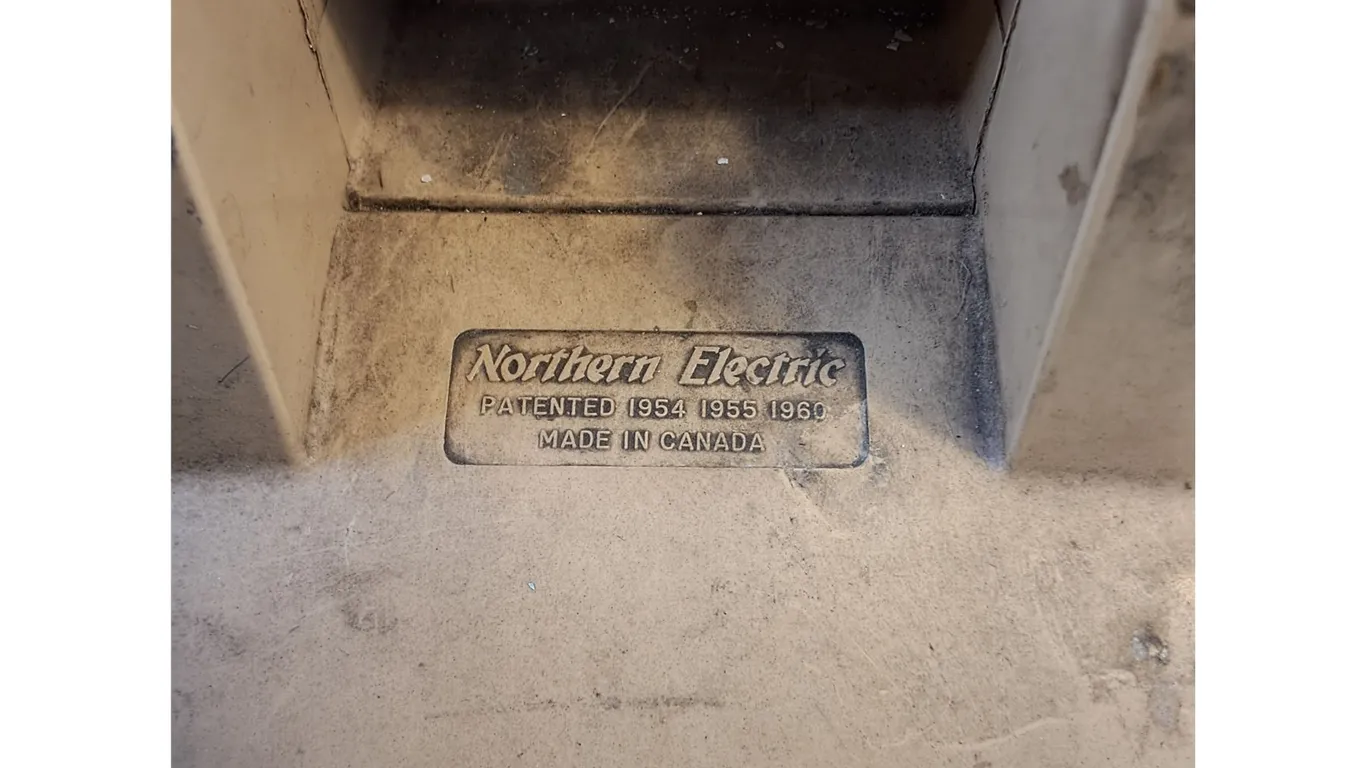 Northern Electric
PATENTED 1954 1955 1960
MADE IN CANADA